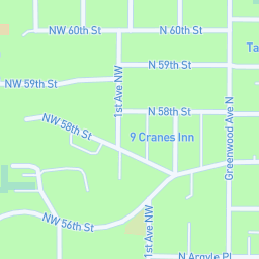 NW 60th St
N 60th St
Ta
N 59th St
NW 59th St
1st Ave NW
N 58th St
NW 58th St
9 Cranes Inn
Greenwood Ave N
NW 56th St
1st Ave NW
N Argyle Pl